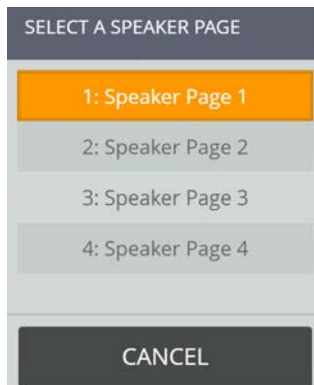 SELECT A SPEAKER PAGE
1: Speaker Page 1
2: Speaker Page 2
3: Speaker Page 3
4: Speaker Page 4
CANCEL